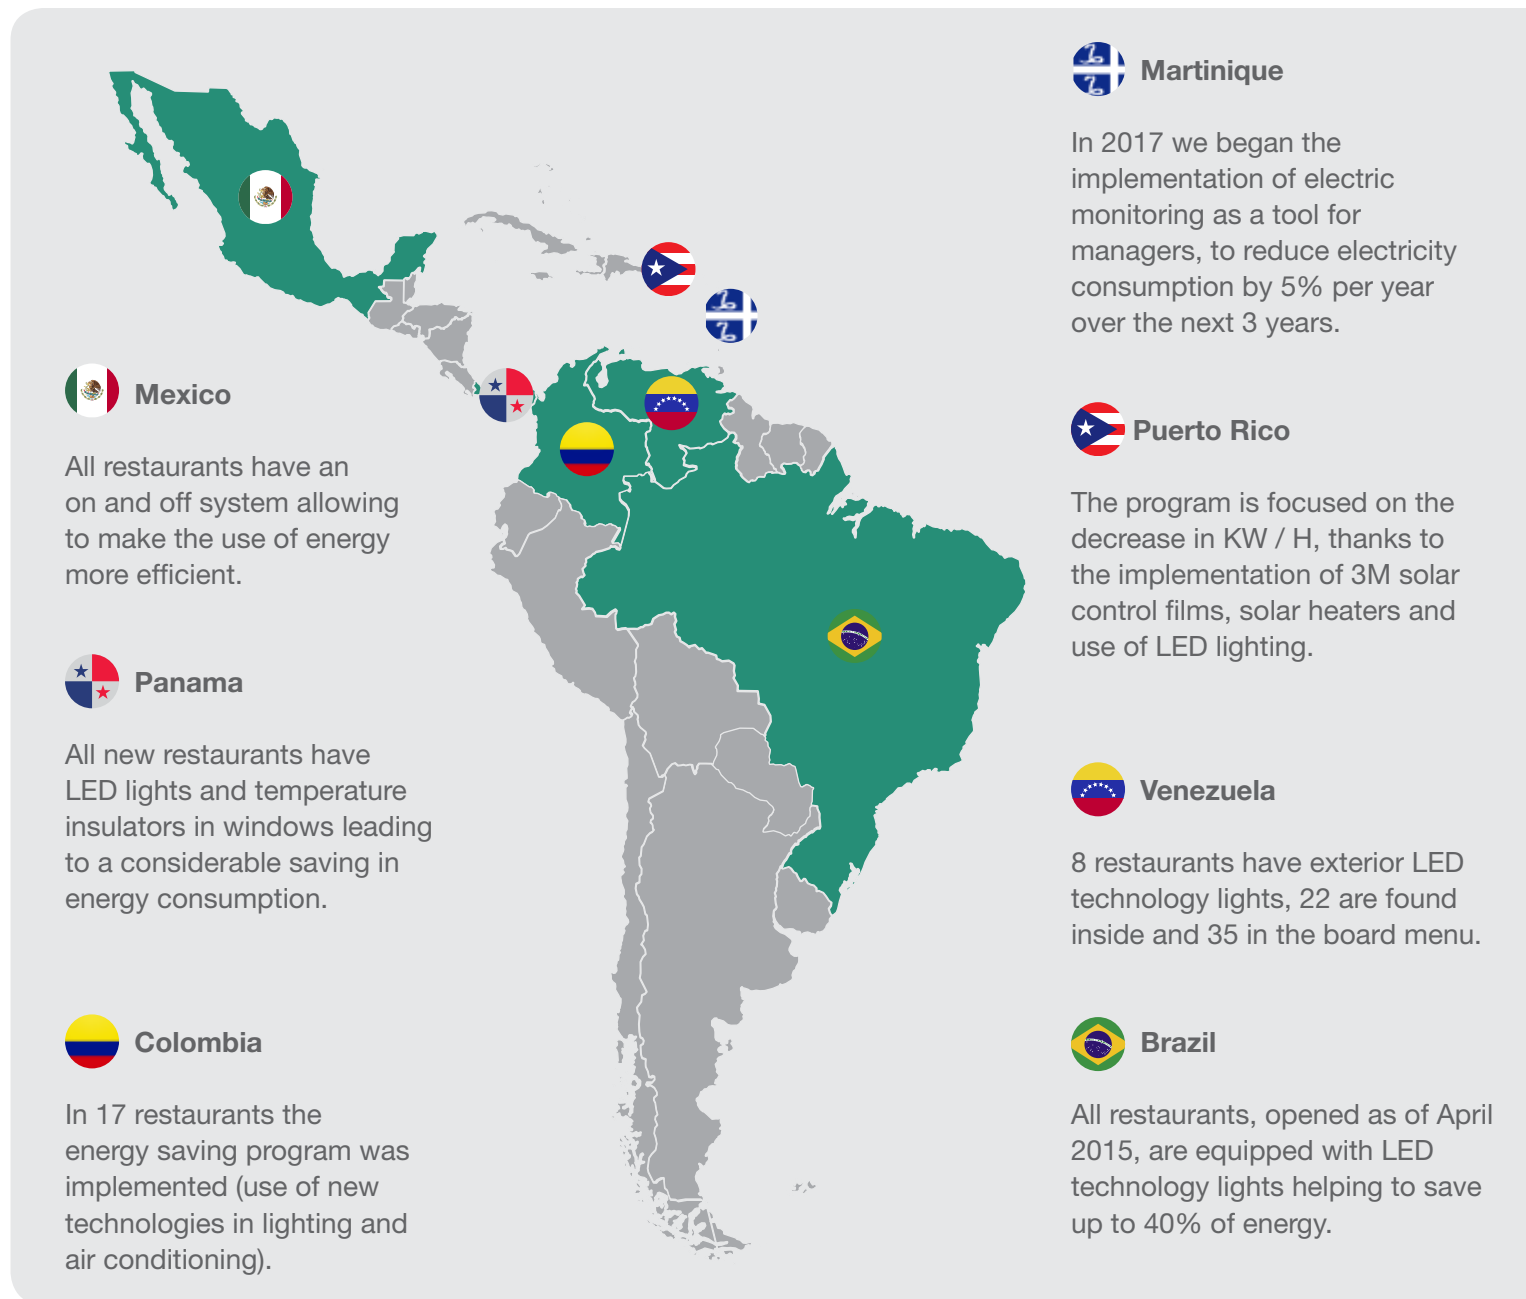 Mexico
All restaurants have an
on and off system allowing
to make the use of energy
more efficient.
Panama
All new restaurants have
LED lights and temperature
insulators in windows leading
to a considerable saving in
energy consumption.
Colombia
In 17 restaurants the
energy saving program was
implemented (use of new
technologies in lighting and
air conditioning).
Martinique
In 2017 we began the
implementation of electric
monitoring as a tool for
managers, to reduce electricity
consumption by 5% per year
over the next 3 years.
Puerto Rico
The program is focused on the
decrease in KW / H, thanks to
the implementation of 3M solar
control films, solar heaters and
use of LED lighting.
Venezuela
8 restaurants have exterior LED
technology lights, 22 are found
inside and 35 in the board menu.
Brazil
All restaurants, opened as of April
2015, are equipped with LED
technology lights helping to save
up to 40% of energy.